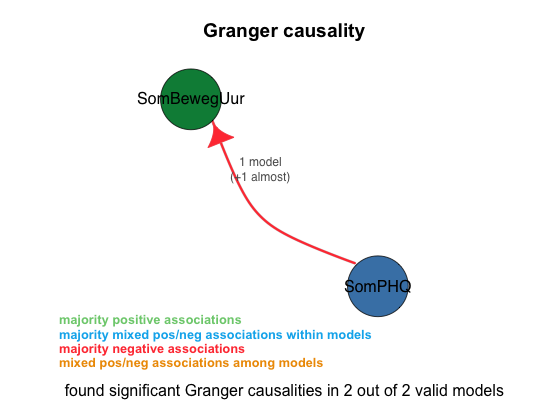 Granger causality
SomBewegUur
1 model
(+1 almost)
SomPHQ
majority positive associations
majority mixed pos/neg associations within models
majority negative associations
mixed pos/neg associations among models
found significant Granger causalities in 2 out of 2 valid models